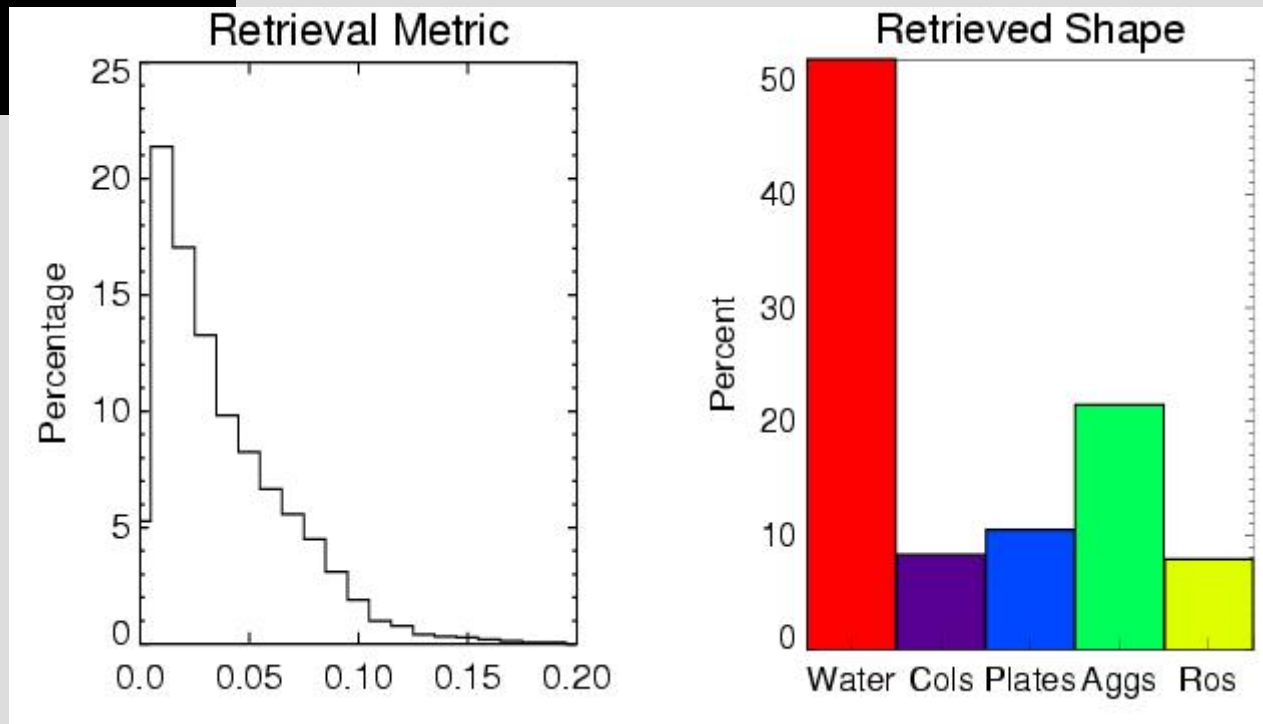 Retrieval Metric
Percentage
25
20
15
10
5
0
0.0 0.05 0.10 0.15 0.20
Retrieved Shape
Percent
50
40
30
20
10
0
Water Cols Plates Aggs Ros